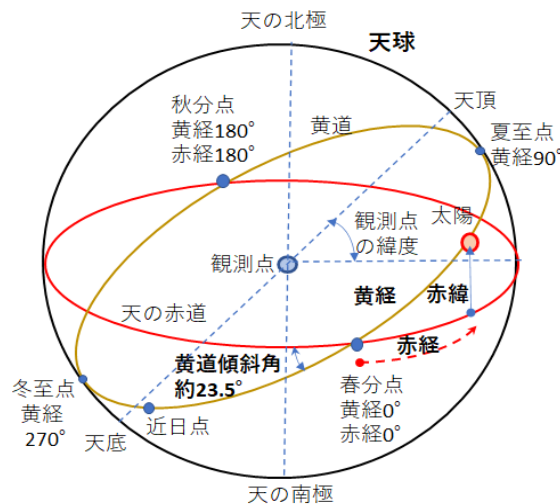 天の北極
天球
天頂
秋分点
黄経180°
赤経180°
黄道
夏至点
黄経90°
観測点
の緯度
太陽
観測点
黄経
赤緯
天の赤道
赤経
黄道傾斜角
約23.5°
春分点
黄経0°
赤経0°
冬至点
黄経
270°
近日点
天底
天の南極